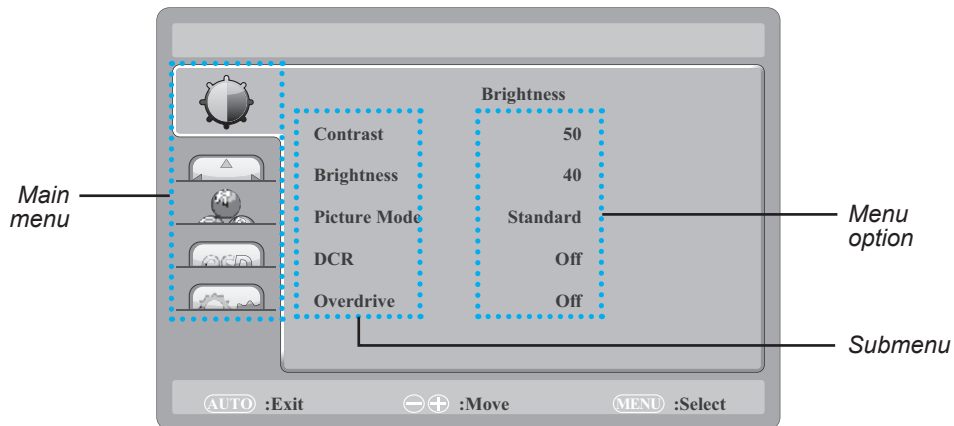 Brightness
Contrast 50
Brightness 40
Picture Mode Standard
DCR Off
Overdrive Off
OSD
AUTO :Exit :Move MENU :Select
Main
menu
Menu
option
Submenu